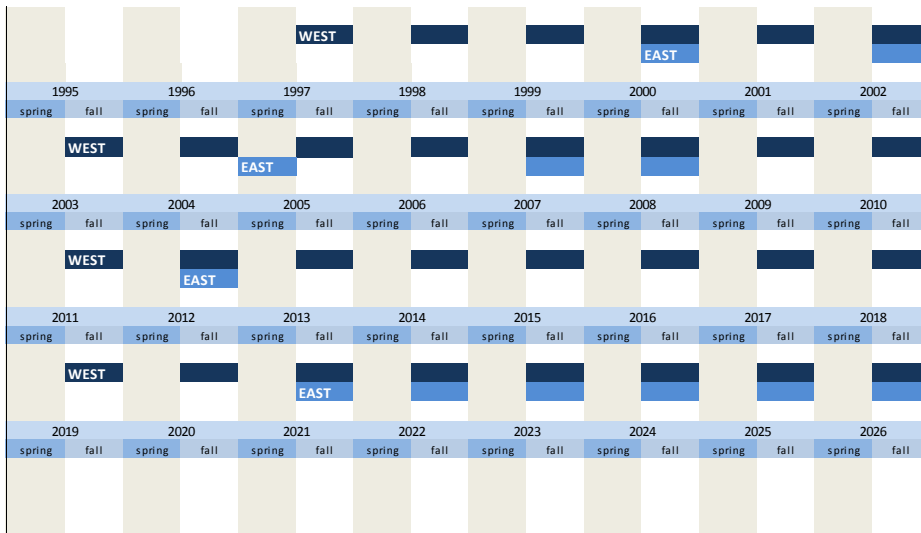 WEST
EAST
1995 1996 1997 1998 1999 2000 2001 2002
spring fall spring fall spring fall spring fall spring fall spring fall spring fall spring fall
WEST
EAST
2003 2004 2005 2006 2007 2008 2009 2010
spring fall spring fall spring fall spring fall spring fall spring fall spring fall spring fall
WEST
EAST
2011 2012 2013 2014 2015 2016 2017 2018
spring fall spring fall spring fall spring fall spring fall spring fall spring fall spring fall
WEST
EAST
2019 2020 2021 2022 2023 2024 2025 2026
spring fall spring fall spring fall spring fall spring fall spring fall spring fall spring fall